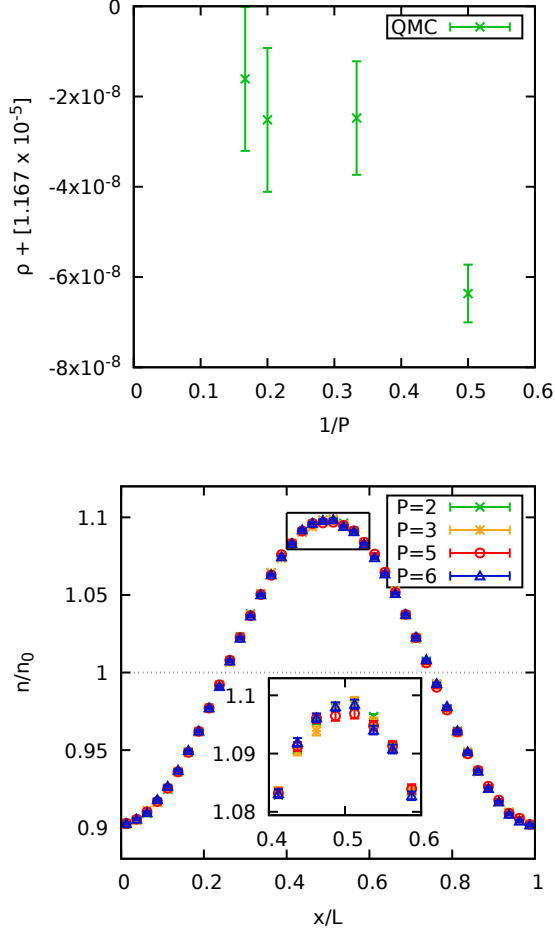 0
QMC
-2x10⁻⁸
-4x10⁻⁸
-6x10⁻⁸
-8x10⁻⁸
ρ + [1.167 x 10⁻⁵]
0 0.1 0.2 0.3 0.4 0.5 0.6
1/P
1.1
1.05
1
0.95
0.9
n/n₀
P=2
P=3
P=5
P=6
1.1
1.09
1.08
0.4 0.5 0.6
0 0.2 0.4 0.6 0.8 1
x/L